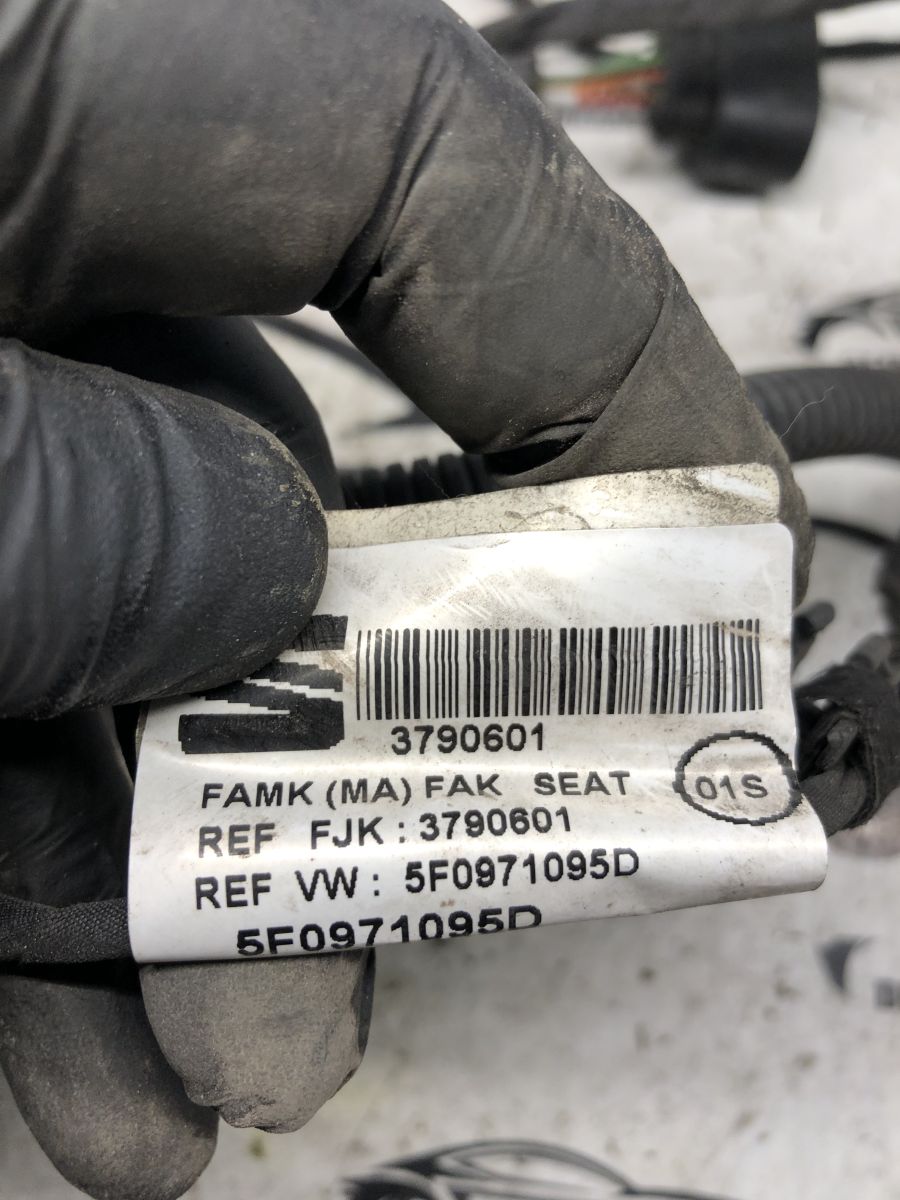 3790601
FAMK (MA) FAK SEAT 01S
REF FJK : 3790601
REF VW : 5F0971095D
5F0971095D